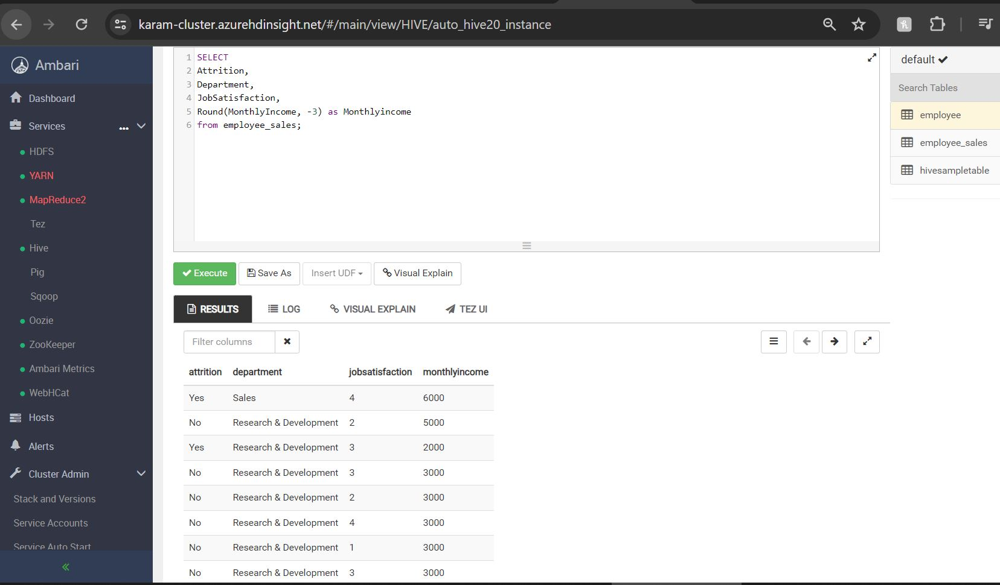 karam-cluster.azurehdinsight.net/#/main/view/HIVE/auto_hive20_instance
Ambari
Dashboard
Services ...
HDFS
YARN
MapReduce2
Tez
Hive
Pig
Sqoop
Oozie
ZooKeeper
Ambari Metrics
WebHCat
Hosts
Alerts
Cluster Admin
Stack and Versions
Service Accounts
Service Auto Start
1 SELECT
2 Attrition,
3 Department,
4 JobSatisfaction,
5 Round(MonthlyIncome, -3) as Monthlyincome
6 from employee_sales;
default
Search Tables
employee
employee_sales
hivesampletable
Execute Save As Insert UDF Visual Explain
RESULTS LOG VISUAL EXPLAIN TEZ UI
Filter columns
attrition department jobsatisfaction monthlyincome
Yes Sales 4 6000
No Research & Development 2 5000
Yes Research & Development 3 2000
No Research & Development 3 3000
No Research & Development 2 3000
No Research & Development 4 3000
No Research & Development 1 3000
No Research & Development 3 3000